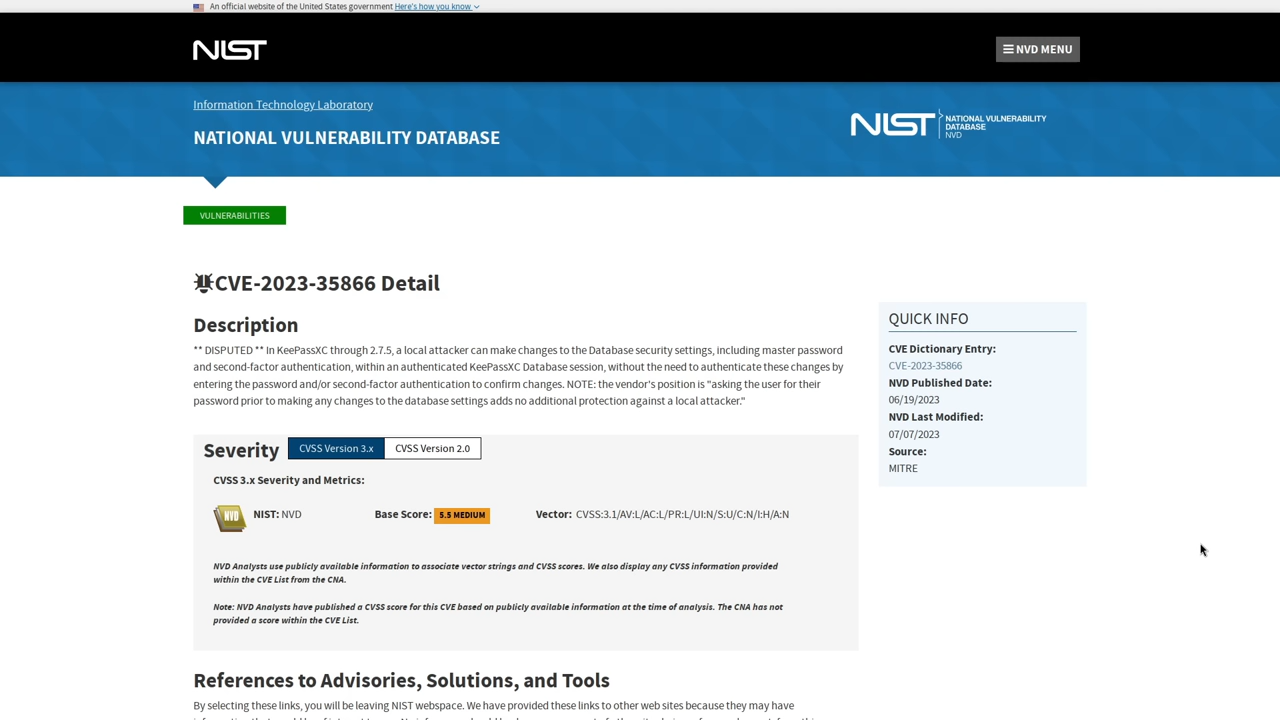 An official website of the United States government Here's how you know
NIST
NVD MENU
Information Technology Laboratory
NATIONAL VULNERABILITY DATABASE
NIST NATIONAL VULNERABILITY
DATABASE
NVD
VULNERABILITIES
CVE-2023-35866 Detail
Description
** DISPUTED ** In KeePassXC through 2.7.5, a local attacker can make changes to the Database security settings, including master password
and second-factor authentication, within an authenticated KeePassXC Database session, without the need to authenticate these changes by
entering the password and/or second-factor authentication to confirm changes. NOTE: the vendor's position is "asking the user for their
password prior to making any changes to the database settings adds no additional protection against a local attacker."
QUICK INFO
CVE Dictionary Entry:
CVE-2023-35866
NVD Published Date:
06/19/2023
NVD Last Modified:
07/07/2023
Source:
MITRE
Severity CVSS Version 3.x CVSS Version 2.0
CVSS 3.x Severity and Metrics:
NVD NIST: NVD Base Score: 5.5 MEDIUM Vector: CVSS:3.1/AV:L/AC:L/PR:L/UI:N/S:U/C:N/I:H/A:N
NVD Analysts use publicly available information to associate vector strings and CVSS scores. We also display any CVSS information provided
within the CVE List from the CNA.
Note: NVD Analysts have published a CVSS score for this CVE based on publicly available information at the time of analysis. The CNA has not
provided a score within the CVE List.
References to Advisories, Solutions, and Tools
By selecting these links, you will be leaving NIST webspace. We have provided these links to other web sites because they may have